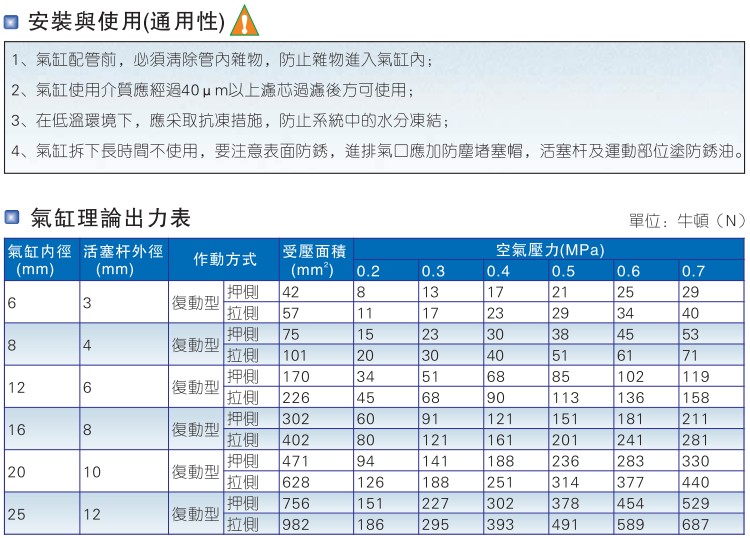 安裝與使用(通用性)
1、氣缸配管前，必須清除管內雜物，防止雜物進入氣缸內；
2、氣缸使用介質應經過40μm以上濾芯過濾後方可使用；
3、在低溫環境下，應采取抗凍措施，防止系統中的水分凍結；
4、氣缸拆下長時間不使用，要注意表面防銹，進排氣口應加防塵堵塞帽，活塞杆及運動部位塗防銹油。
氣缸理論出力表
單位：牛頓（N）
氣缸內徑(mm) 活塞杆外徑(mm) 作動方式 受壓面積(mm²) 空氣壓力(MPa)
0.2 0.3 0.4 0.5 0.6 0.7
6 3 復動型 押側 42 8 13 17 21 25 29
拉側 57 11 17 23 29 34 40
8 4 復動型 押側 75 15 23 30 38 45 53
拉側 101 20 30 40 51 61 71
12 6 復動型 押側 170 34 51 68 85 102 119
拉側 226 45 68 90 113 136 158
16 8 復動型 押側 302 60 91 121 151 181 211
拉側 402 80 121 161 201 241 281
20 10 復動型 押側 471 94 141 188 236 283 330
拉側 628 126 188 251 314 377 440
25 12 復動型 押側 756 151 227 302 378 454 529
拉側 982 186 295 393 491 589 687